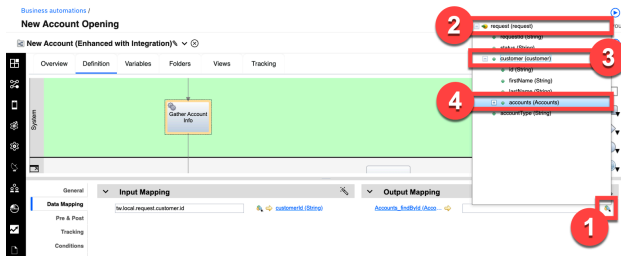 Business automations /
New Account Opening
New Account (Enhanced with Integration)%
Overview
Definition
Variables
Folders
Views
Tracking
System
Gather Account
Info
2
request (request)
requestId (String)
status (String)
3
customer (customer)
id (String)
firstName (String)
lastName (String)
4
accounts (Accounts)
accountType (String)
General
Data Mapping
Pre & Post
Tracking
Conditions
Input Mapping
tw.local.request.customer.id
customerId (String)
Output Mapping
Accounts_findById (Acco...
1